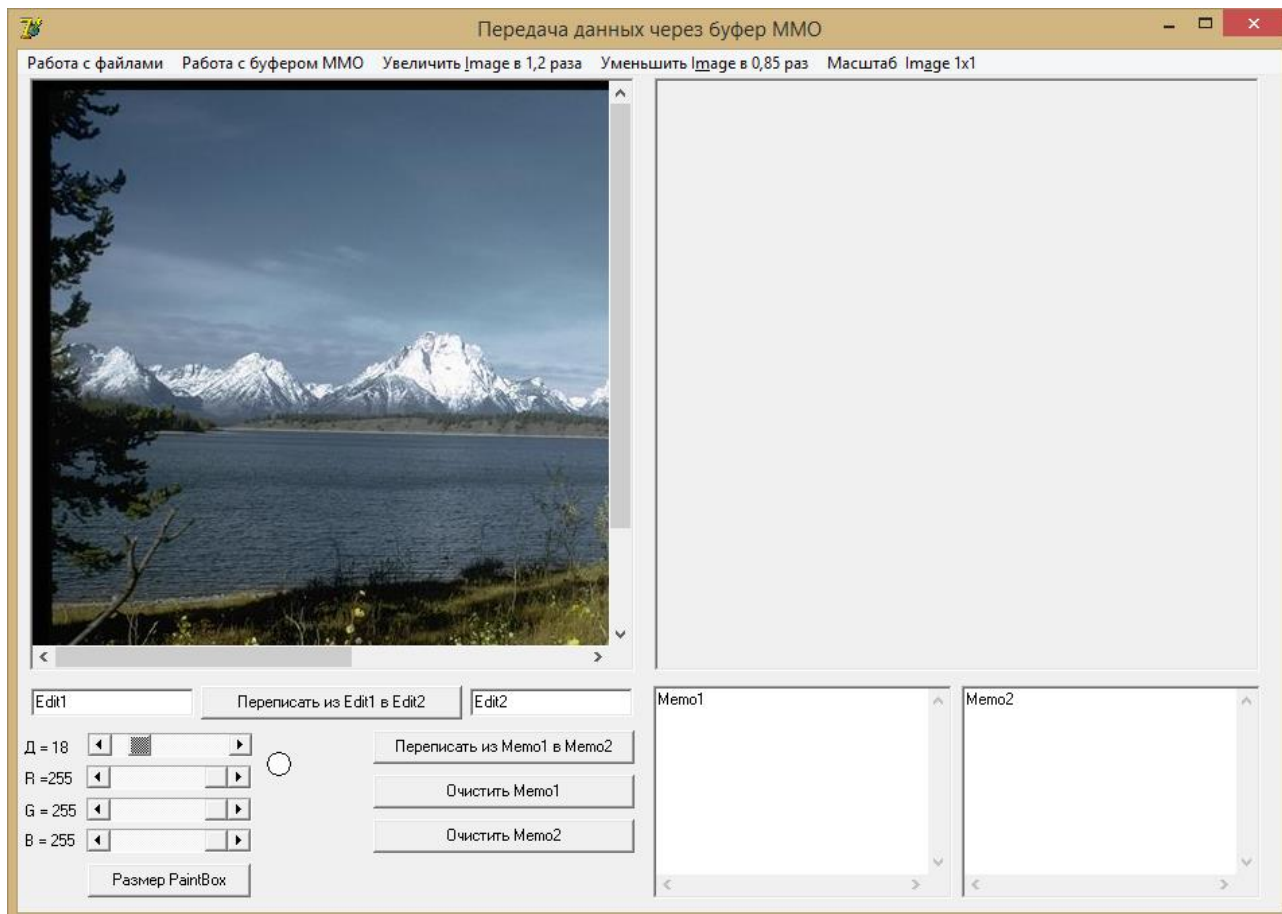 Передача данных через буфер ММО
Работа с файлами Работа с буфером ММО Увеличить Image в 1,2 раза Уменьшить Image в 0,85 раз Масштаб Image 1x1
Edit1
Переписать из Edit1 в Edit2
Edit2
Memo1
Memo2
Д = 18
R =255
G = 255
B = 255
Переписать из Memo1 в Memo2
Очистить Memo1
Очистить Memo2
Размер PaintBox